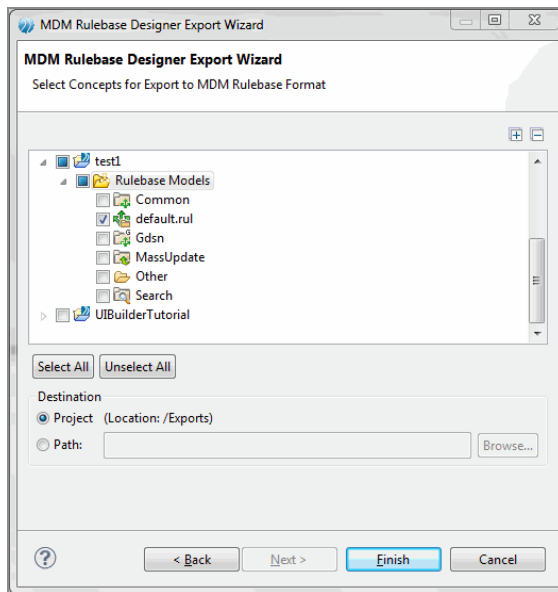 MDM Rulebase Designer Export Wizard
MDM Rulebase Designer Export Wizard
Select Concepts for Export to MDM Rulebase Format
test1
Rulebase Models
Common
default.rul
Gdsn
MassUpdate
Other
Search
UIBuilderTutorial
Select All Unselect All
Destination
Project (Location: /Exports)
Path: Browse...
< Back Next > Finish Cancel